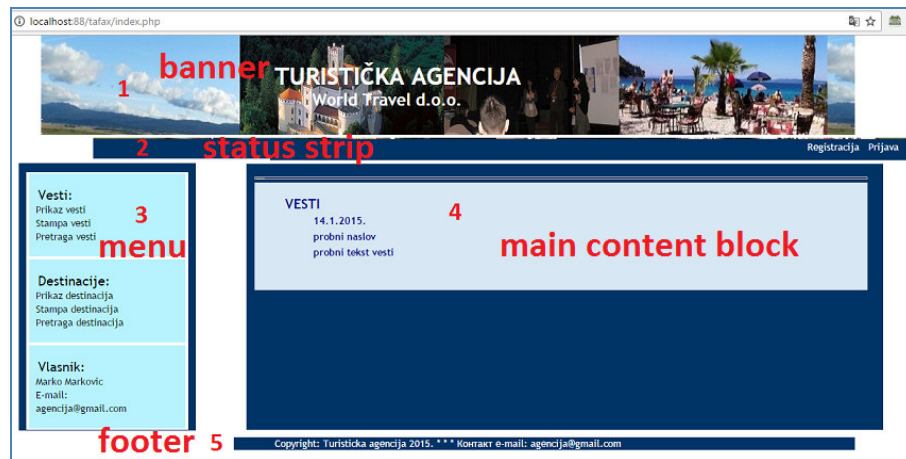 localhost:88/tafax/index.php
banner
TURISTIČKA AGENCIJA
1
World Travel d.o.o.
2
status strip
Registracija Prijava
Vesti:
Prikaz vesti
Stampa vesti
Pretraga vesti
3
menu
Destinacije:
Prikaz destinacija
Stampa destinacija
Pretraga destinacija
Vlasnik:
Marko Markovic
E-mail:
agencija@gmail.com
VESTI
14.1.2015.
probni naslov
probni tekst vesti
4
main content block
footer
5
Copyright: Turisticka agencija 2015. * * * Контакт e-mail: agencija@gmail.com